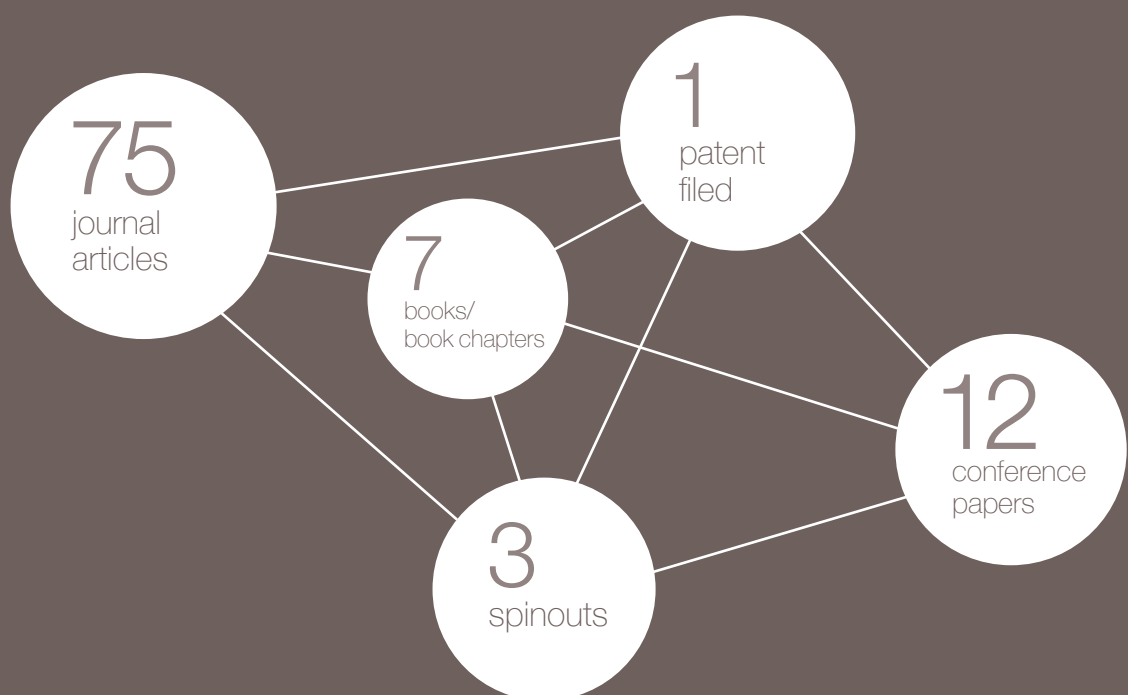 75
journal
articles
1
patent
filed
7
books/
book chapters
12
conference
papers
3
spinouts